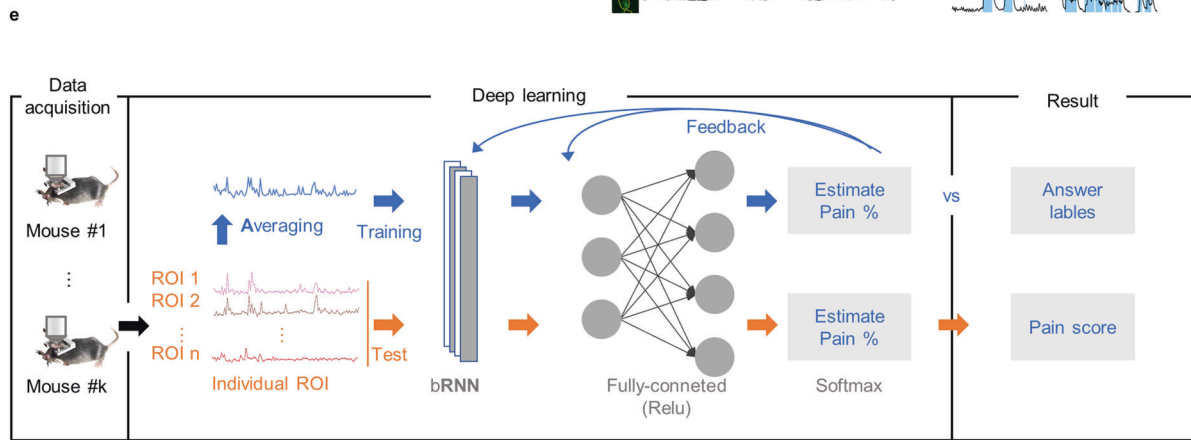 e
Data
acquisition
Deep learning
Result
Feedback
Mouse #1
Averaging
Training
Estimate
Pain %
vs
Answer
lables
⋮
ROI 1
ROI 2
⋮
ROI n
⋮
Test
Mouse #k
Individual ROI
bRNN
Fully-conneted
(Relu)
Estimate
Pain %
Softmax
Pain score